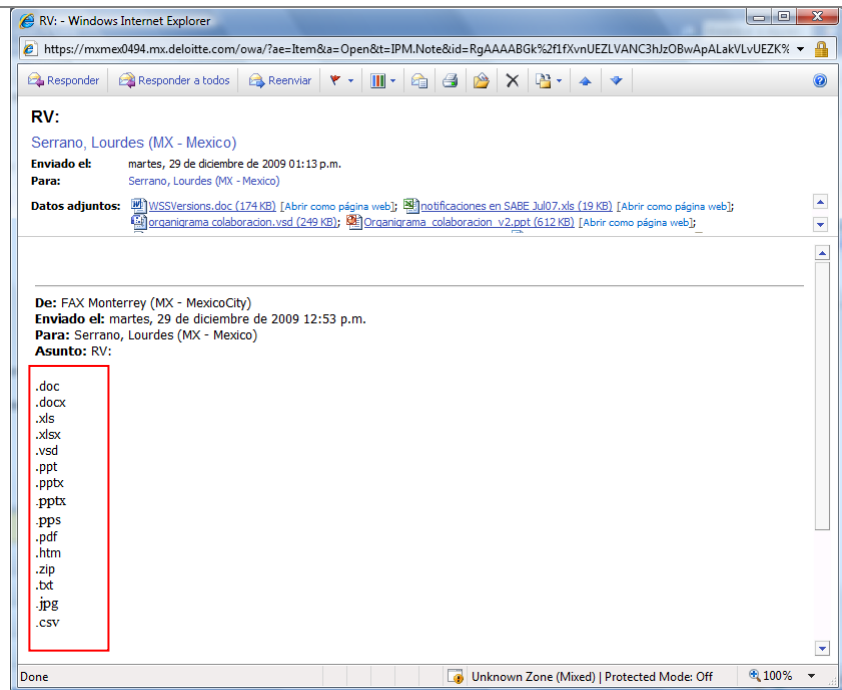 RV: - Windows Internet Explorer
https://mxmex0494.mx.deloitte.com/owa/?ae=Item&a=Open&t=IPM.Note&id=RgAAAABGk%2f1fXvnUEZLVANC3hJzOBwApALakVLvUEZK%
Responder Responder a todos Reenviar
RV:
Serrano, Lourdes (MX - Mexico)
Enviado el: martes, 29 de diciembre de 2009 01:13 p.m.
Para: Serrano, Lourdes (MX - Mexico)
Datos adjuntos: WSSVersions.doc (174 KB) [Abrir como página web]; notificaciones en SABE Jul07.xls (19 KB) [Abrir como página web];
organigrama colaboracion.vsd (249 KB); Organigrama colaboracion_v2.ppt (612 KB) [Abrir como página web];
De: FAX Monterrey (MX - MexicoCity)
Enviado el: martes, 29 de diciembre de 2009 12:53 p.m.
Para: Serrano, Lourdes (MX - Mexico)
Asunto: RV:
.doc
.docx
.xls
.xlsx
.vsd
.ppt
.pptx
.pptx
.pps
.pdf
.htm
.zip
.txt
.jpg
.csv
Done Unknown Zone (Mixed) | Protected Mode: Off 100%